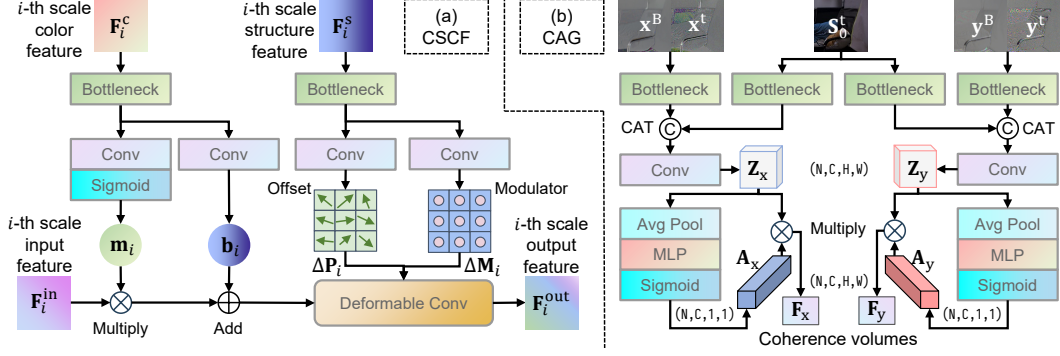 i-th scale
color
feature
F_i^c
i-th scale
structure
feature
F_i^s
(a)
CSCF
Bottleneck
Bottleneck
Conv
Sigmoid
Conv
Conv
Conv
Offset
Modulator
m_i
b_i
ΔP_i
ΔM_i
i-th scale
input
feature
F_i^in
Multiply
Add
Deformable Conv
i-th scale
output
feature
F_i^out
(b)
CAG
x^B x^t
S_0^t
y^B y^t
Bottleneck
Bottleneck
Bottleneck
Bottleneck
CAT
C
C
CAT
Conv
Z_x
(N,C,H,W)
Z_y
Conv
Avg Pool
MLP
Sigmoid
Multiply
Avg Pool
MLP
Sigmoid
A_x
A_y
(N,C,H,W)
F_x
F_y
(N,C,1,1)
(N,C,1,1)
Coherence volumes